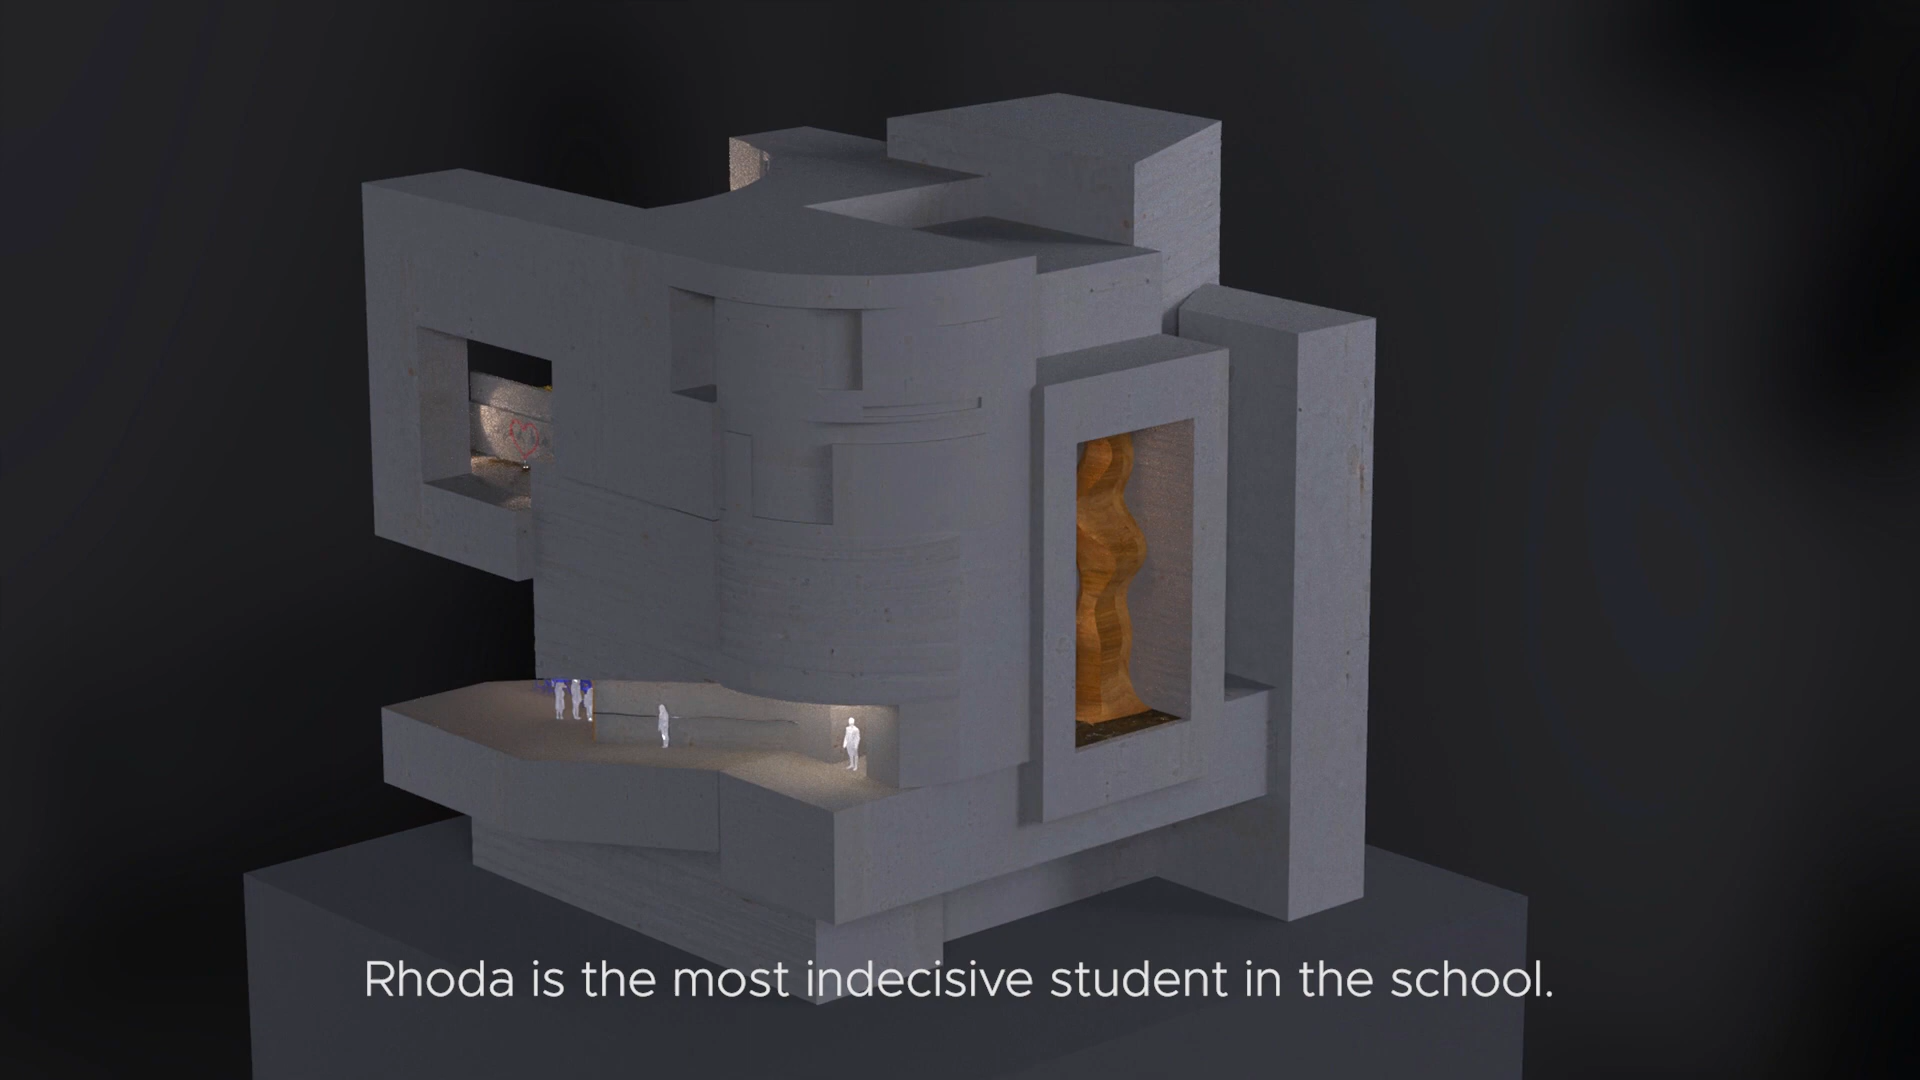 Rhoda is the most indecisive student in the school.